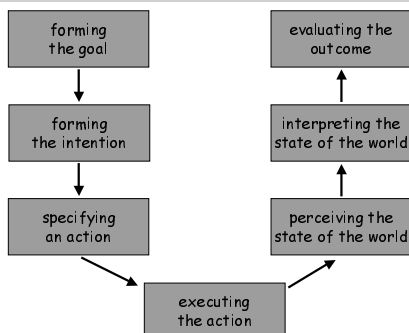 forming
the goal
forming
the intention
specifying
an action
executing
the action
perceiving the
state of the world
interpreting the
state of the world
evaluating the
outcome